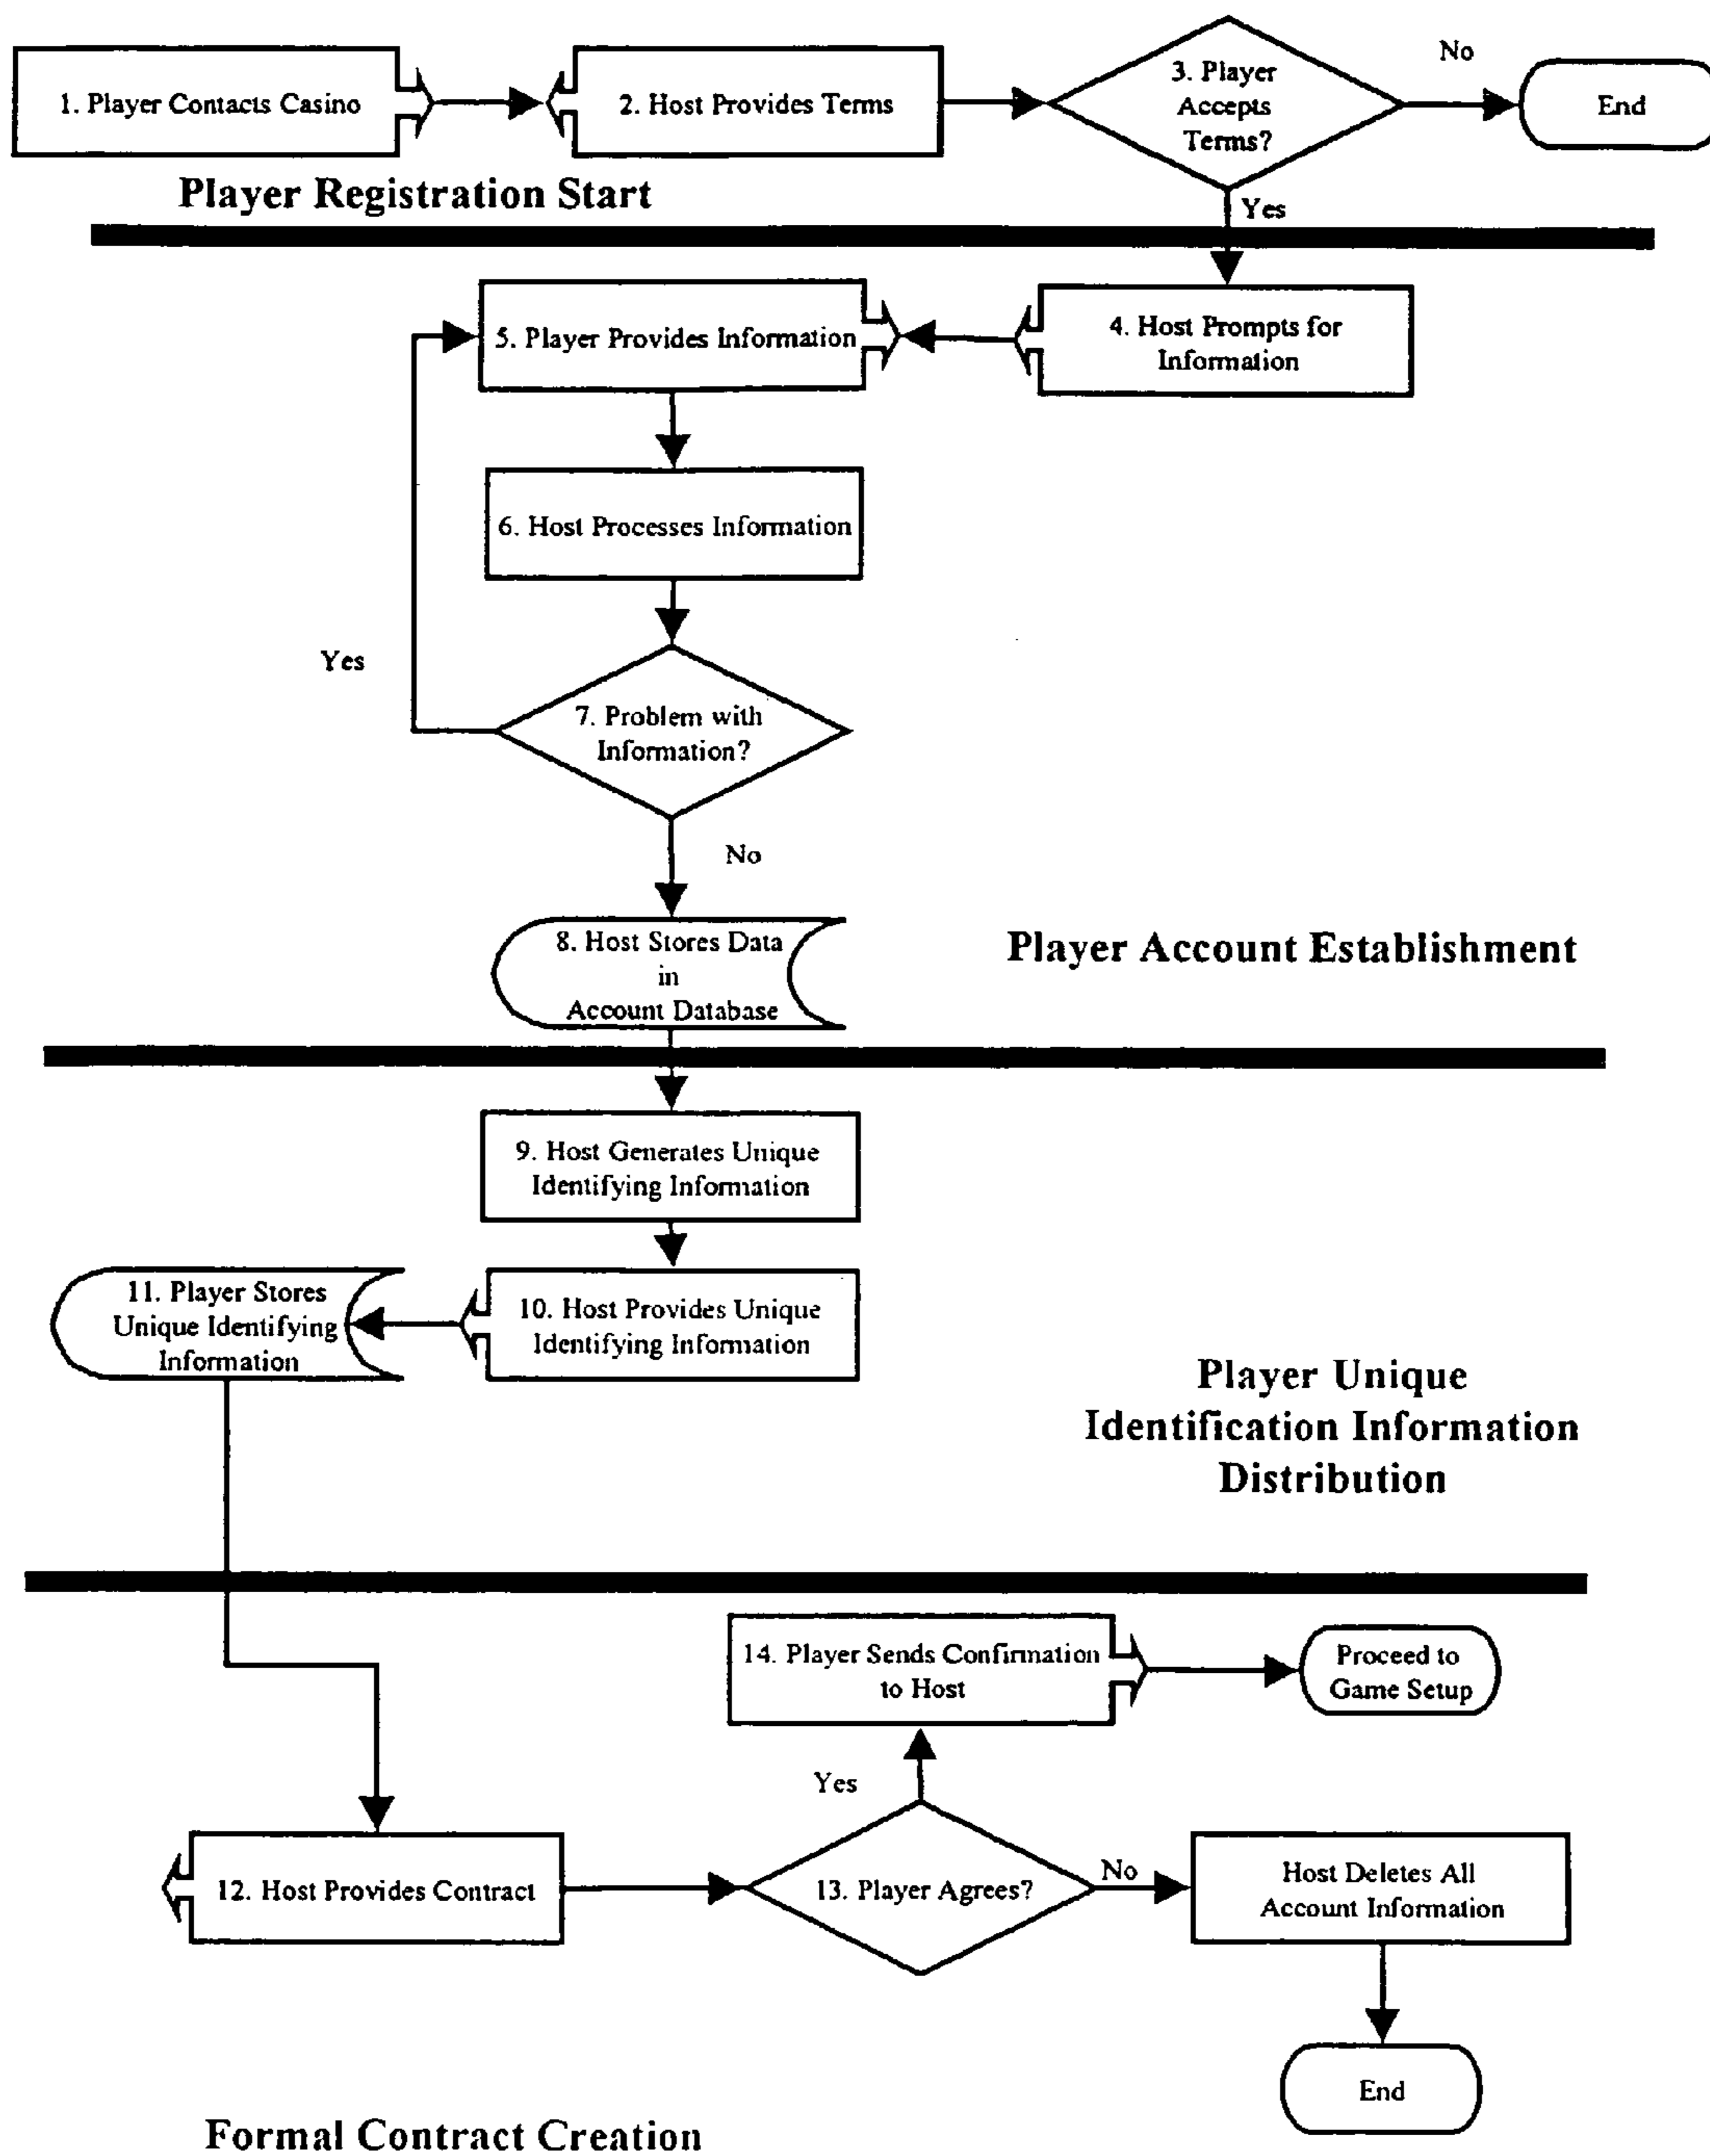 1. Player Contacts Casino
2. Host Provides Terms
3. Player
Accepts
Terms?
No
End
Player Registration Start
Yes
5. Player Provides Information
4. Host Prompts for
Information
6. Host Processes Information
Yes
7. Problem with
Information?
No
8. Host Stores Data
in
Account Database
Player Account Establishment
9. Host Generates Unique
Identifying Information
11. Player Stores
Unique Identifying
Information
10. Host Provides Unique
Identifying Information
Player Unique
Identification Information
Distribution
14. Player Sends Confirmation
to Host
Proceed to
Game Setup
Yes
12. Host Provides Contract
13. Player Agrees?
No
Host Deletes All
Account Information
End
Formal Contract Creation